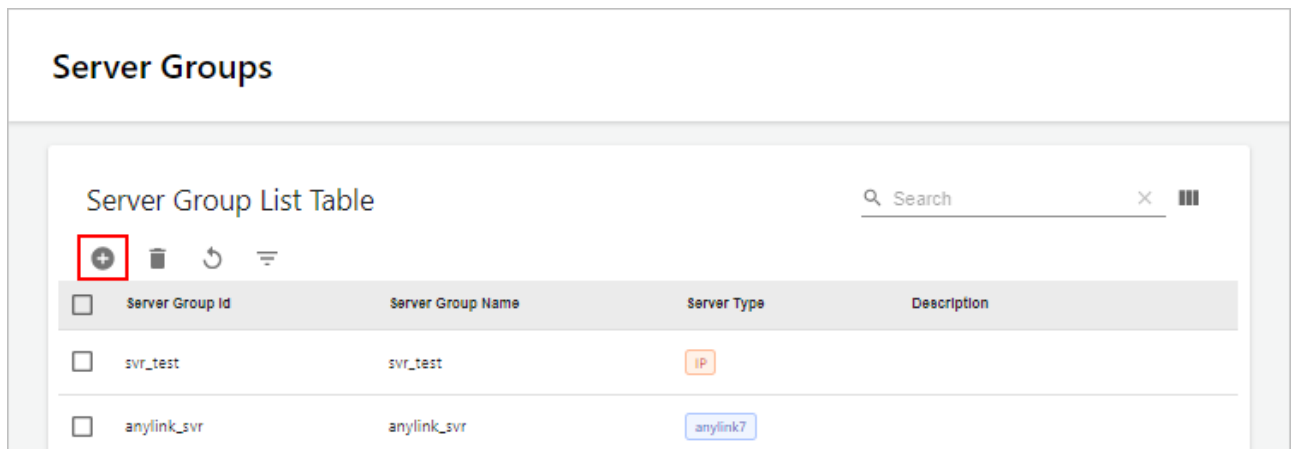 Server Groups
Server Group List Table
Search
Server Group Id Server Group Name Server Type Description
svr_test svr_test IP
anylink_svr anylink_svr anylink7